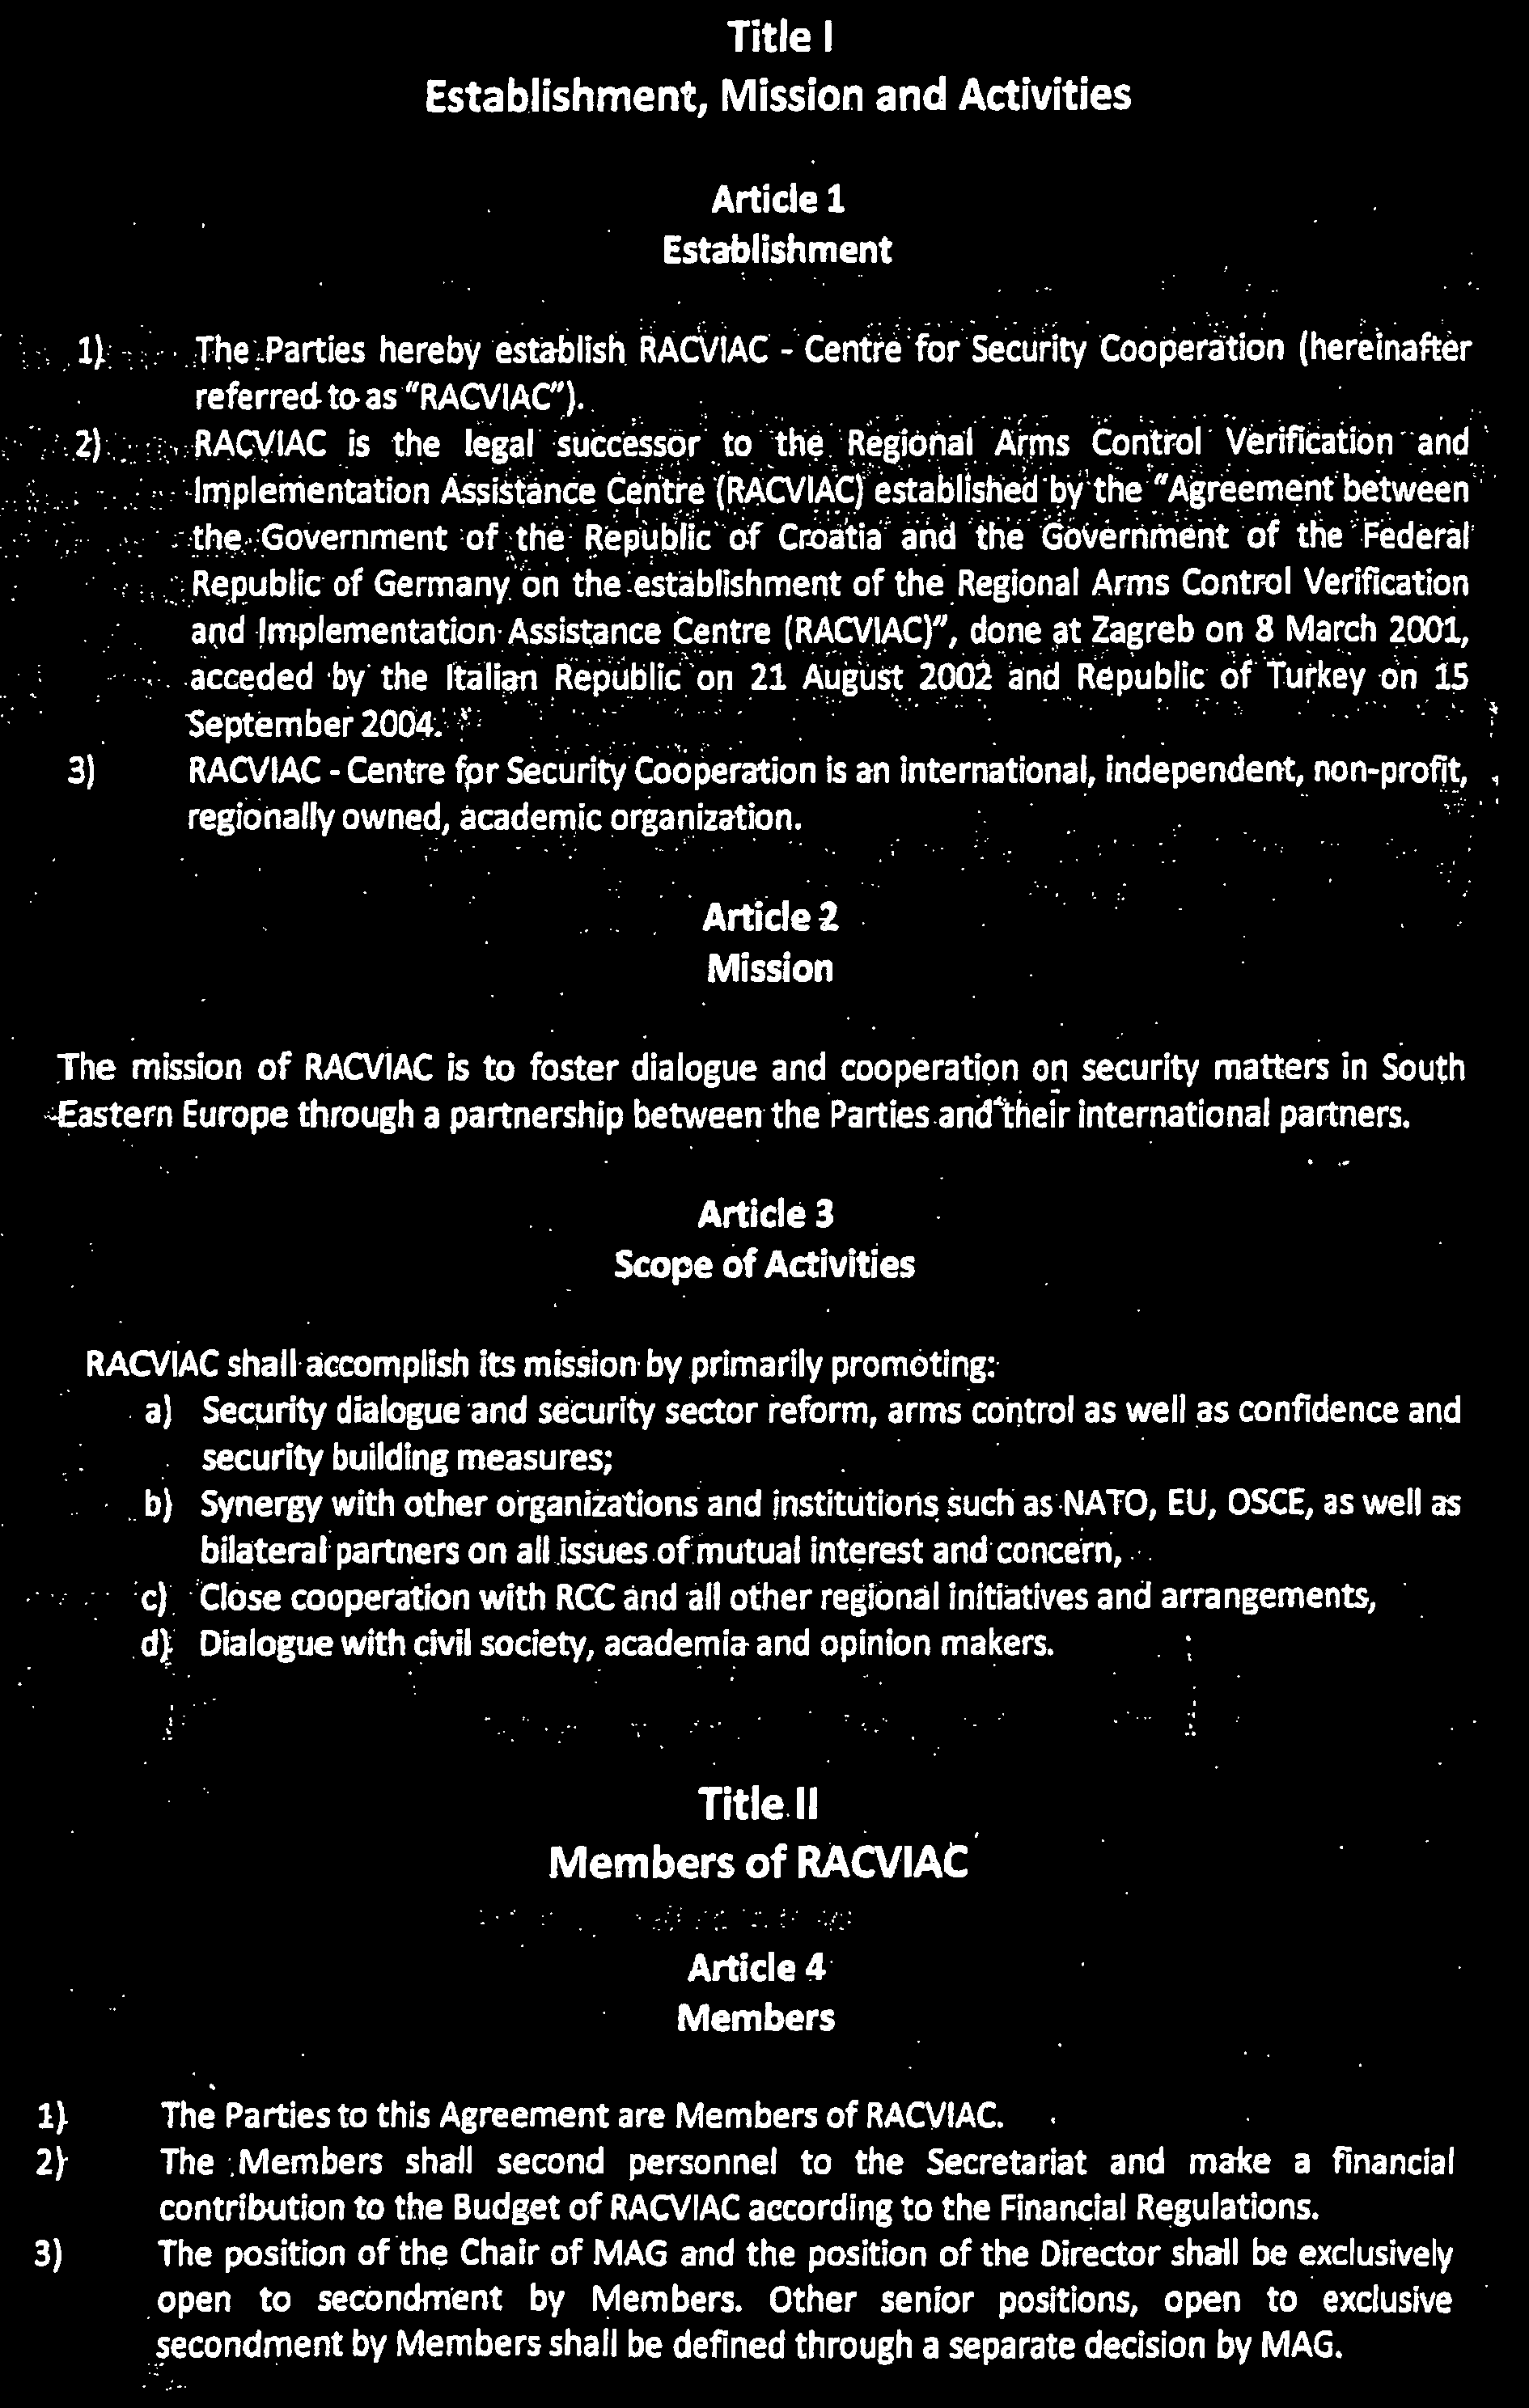 Title I
Establishment, Mission and Activities
Article 1
Establishment
1) The Parties hereby establish RACVIAC - Centre for Security Cooperation (hereinafter
referred to as "RACVIAC").
2) RACVIAC is the legal successor to the Regional Arms Control Verification and
Implementation Assistance Centre (RACVIAC) established by the "Agreement between
the Government of the Republic of Croatia and the Government of the Federal
Republic of Germany on the establishment of the Regional Arms Control Verification
and Implementation Assistance Centre (RACVIAC)", done at Zagreb on 8 March 2001,
acceded by the Italian Republic on 21 August 2002 and Republic of Turkey on 15
September 2004.
3) RACVIAC - Centre for Security Cooperation is an international, independent, non-profit,
regionally owned, academic organization.
Article 2
Mission
The mission of RACVIAC is to foster dialogue and cooperation on security matters in South
Eastern Europe through a partnership between the Parties and their international partners.
Article 3
Scope of Activities
RACVIAC shall accomplish its mission by primarily promoting:
a) Security dialogue and security sector reform, arms control as well as confidence and
security building measures;
b) Synergy with other organizations and institutions such as NATO, EU, OSCE, as well as
bilateral partners on all issues of mutual interest and concern,
c) Close cooperation with RCC and all other regional initiatives and arrangements,
d) Dialogue with civil society, academia and opinion makers.
Title II
Members of RACVIAC
Article 4
Members
1) The Parties to this Agreement are Members of RACVIAC.
2) The Members shall second personnel to the Secretariat and make a financial
contribution to the Budget of RACVIAC according to the Financial Regulations.
3) The position of the Chair of MAG and the position of the Director shall be exclusively
open to secondment by Members. Other senior positions, open to exclusive
secondment by Members shall be defined through a separate decision by MAG.